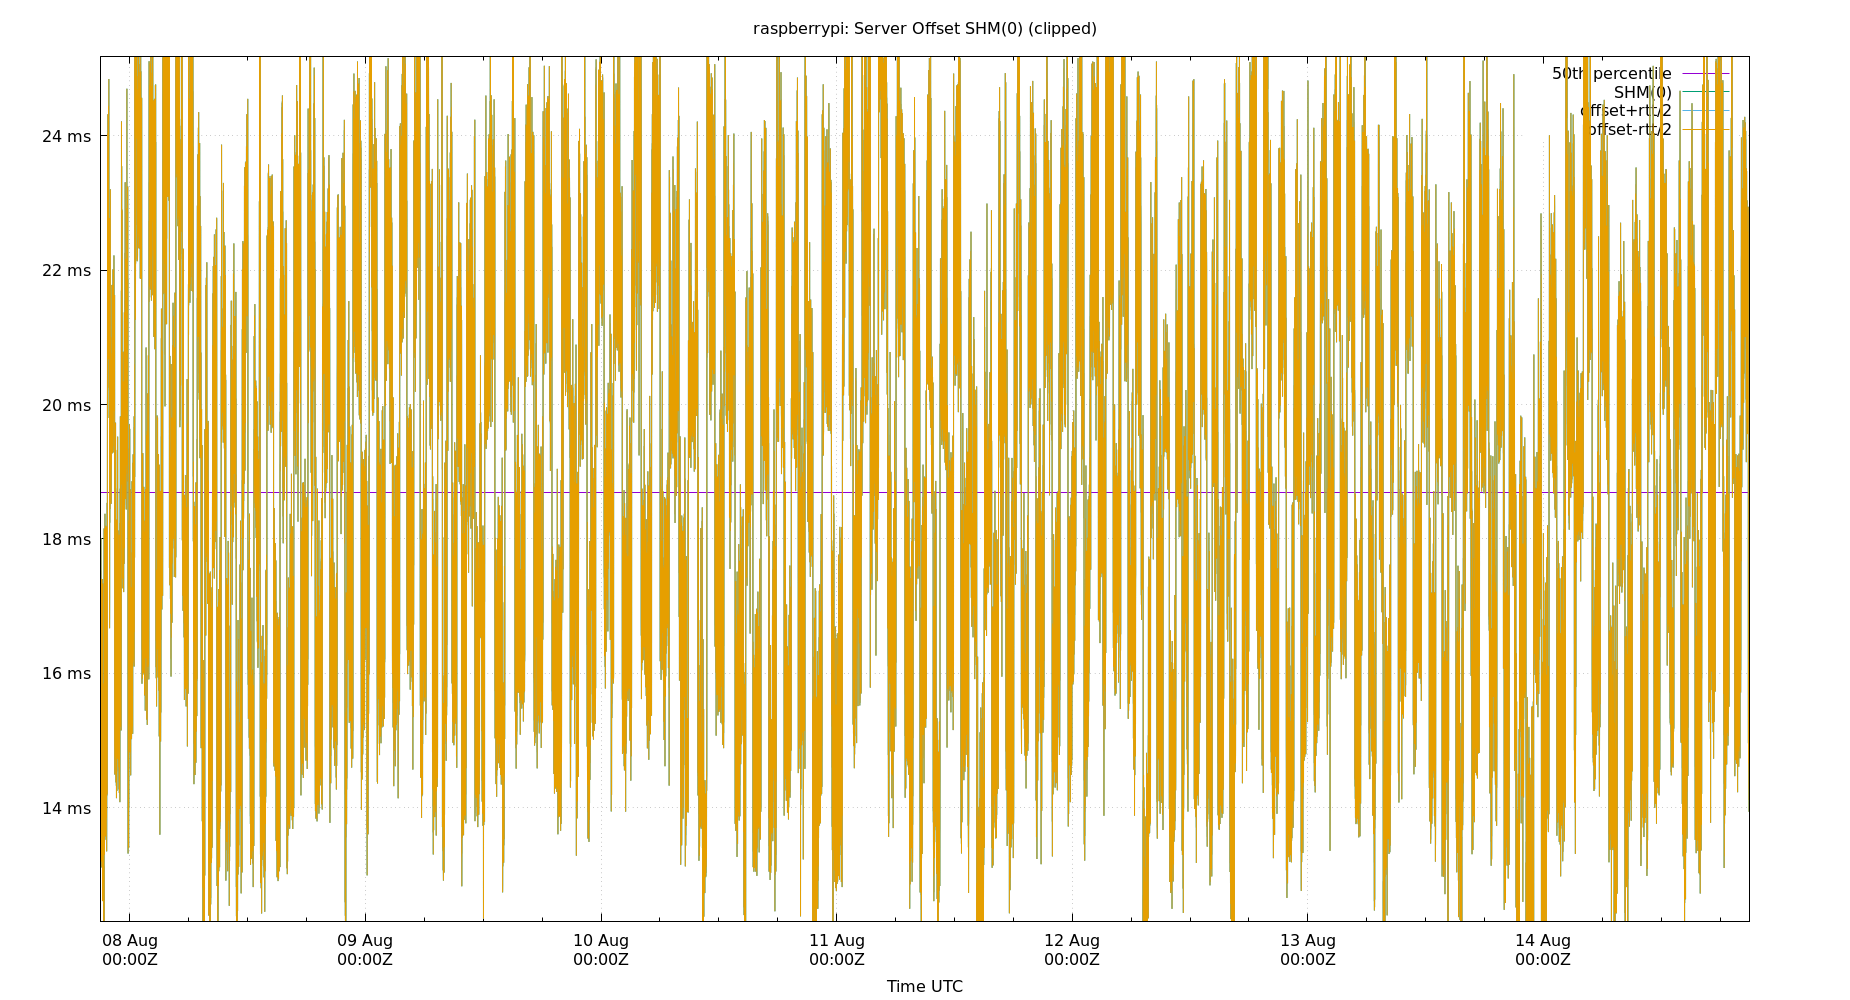 raspberrypi: Server Offset SHM(0) (clipped)
50th percentile
SHM(0)
offset+rtt/2
offset-rtt/2
24 ms
22 ms
20 ms
18 ms
16 ms
14 ms
08 Aug 09 Aug 10 Aug 11 Aug 12 Aug 13 Aug 14 Aug
00:00Z 00:00Z 00:00Z 00:00Z 00:00Z 00:00Z 00:00Z
Time UTC